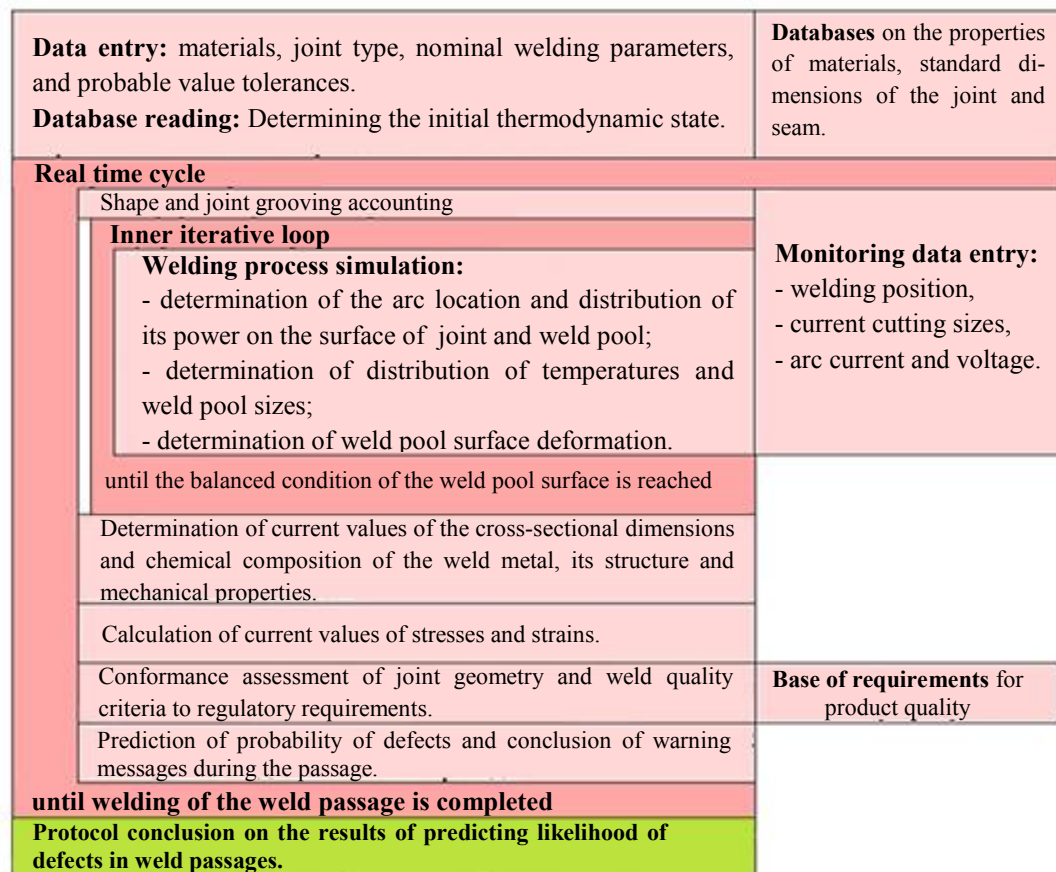 Data entry: materials, joint type, nominal welding parameters,
and probable value tolerances.
Database reading: Determining the initial thermodynamic state.
Databases on the properties
of materials, standard di-
mensions of the joint and
seam.
Real time cycle
Shape and joint grooving accounting
Inner iterative loop
Welding process simulation:
- determination of the arc location and distribution of
its power on the surface of joint and weld pool;
- determination of distribution of temperatures and
weld pool sizes;
- determination of weld pool surface deformation.
until the balanced condition of the weld pool surface is reached
Monitoring data entry:
- welding position,
- current cutting sizes,
- arc current and voltage.
Determination of current values of the cross-sectional dimensions
and chemical composition of the weld metal, its structure and
mechanical properties.
Calculation of current values of stresses and strains.
Conformance assessment of joint geometry and weld quality
criteria to regulatory requirements.
Base of requirements for
product quality
Prediction of probability of defects and conclusion of warning
messages during the passage.
until welding of the weld passage is completed
Protocol conclusion on the results of predicting likelihood of
defects in weld passages.